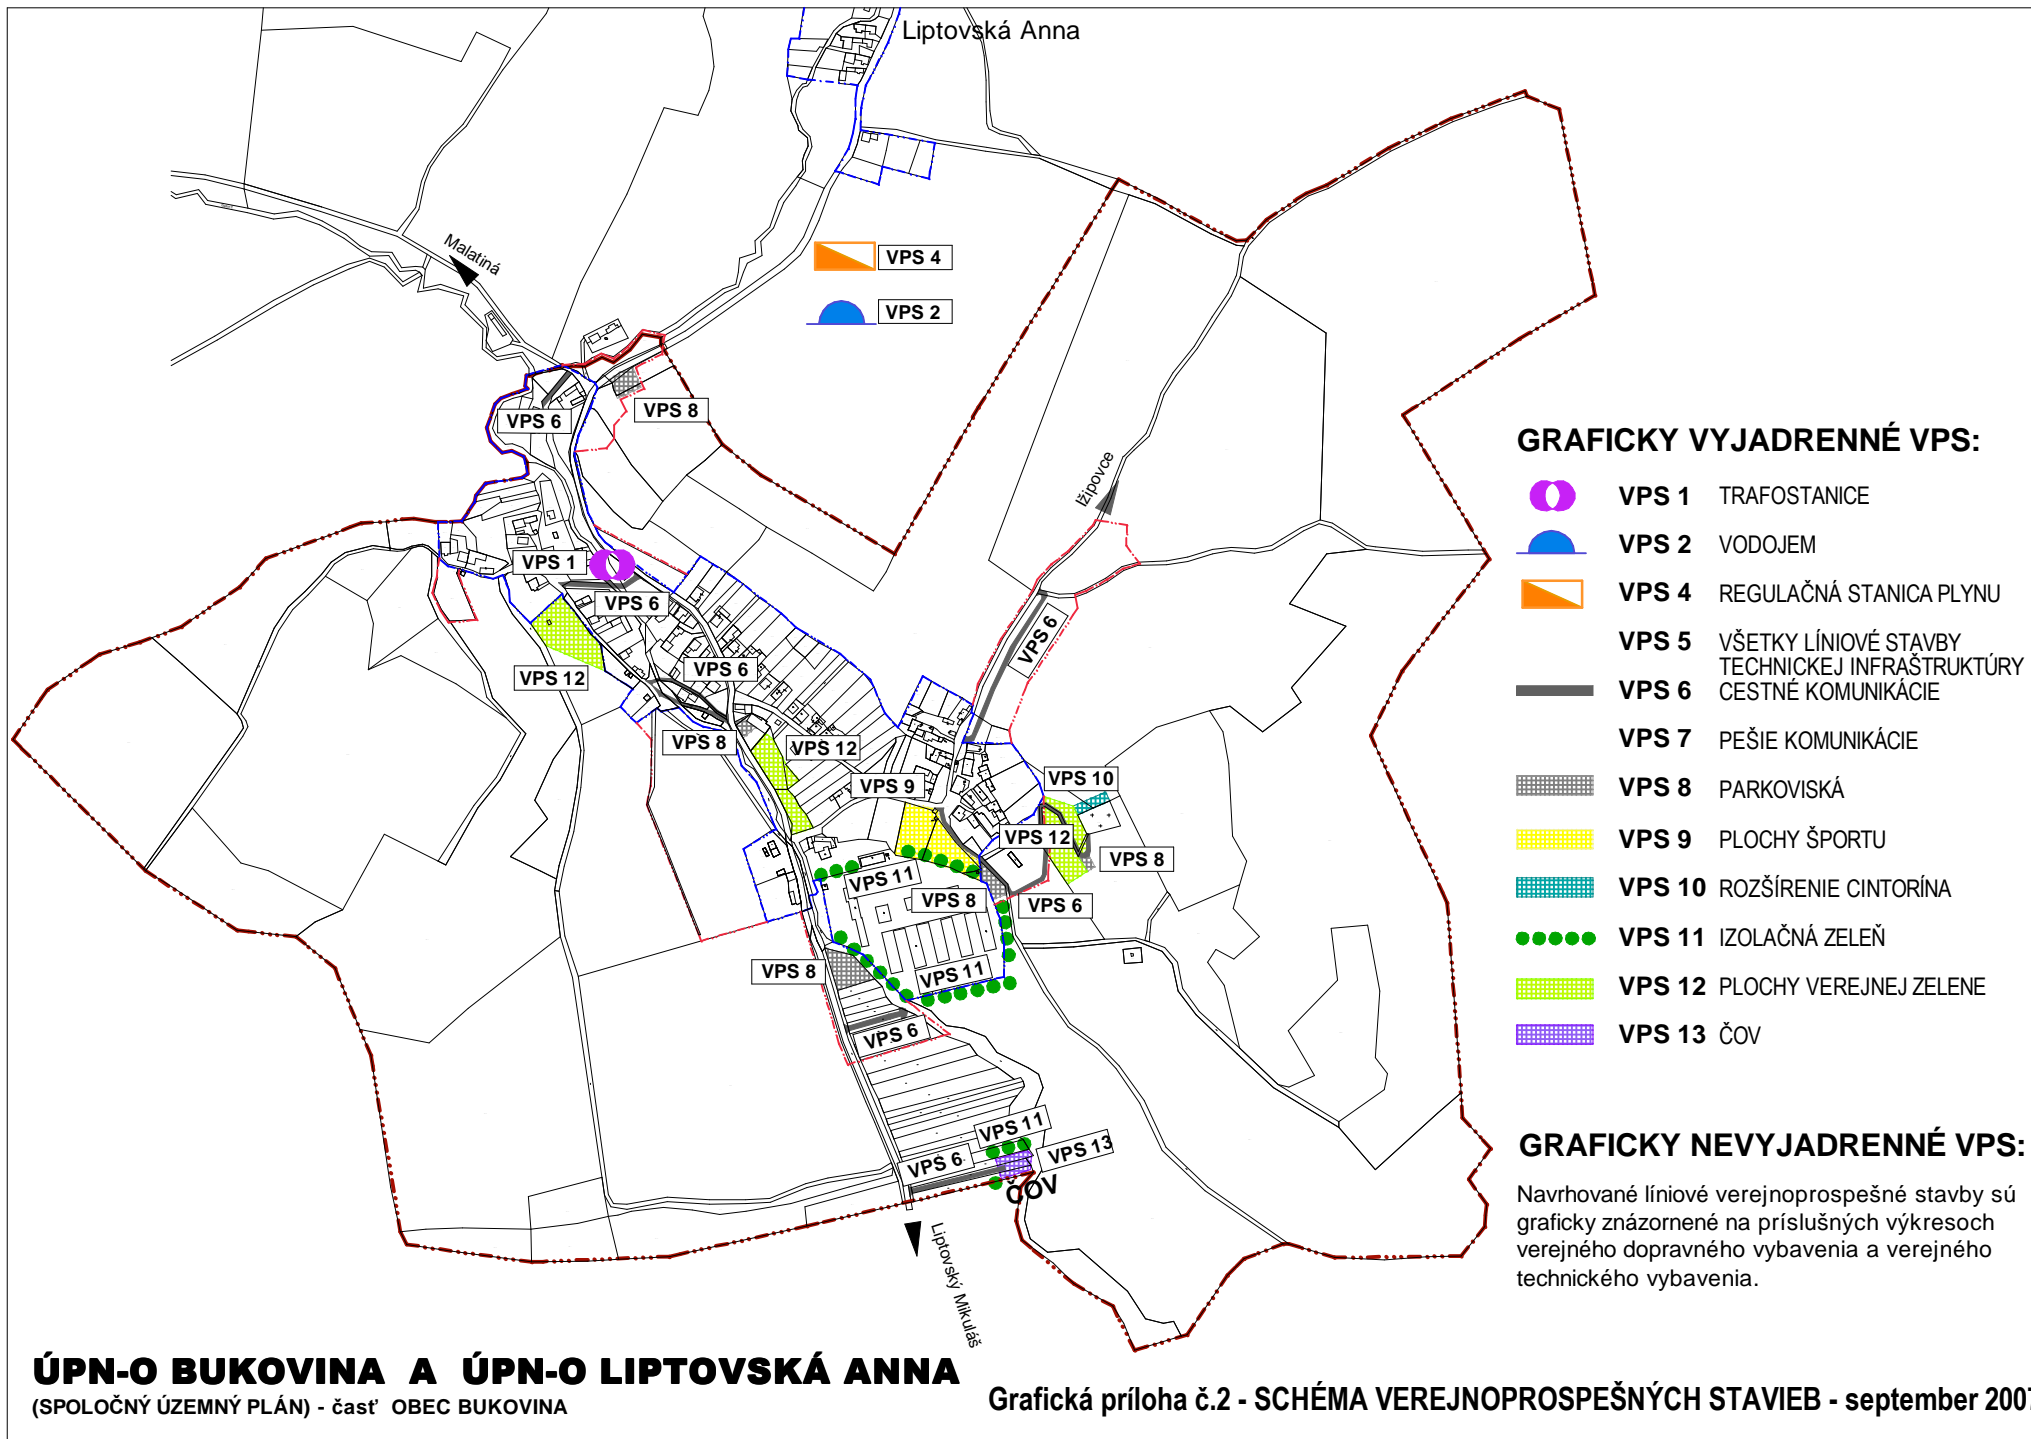 Liptovská Anna
Malatiná
VPS 4
VPS 2
VPS 6
VPS 8
Ižipovce
VPS 1
VPS 6
VPS 6
VPS 6
VPS 12
VPS 8
VPS 12
VPS 9
VPS 10
VPS 12
VPS 8
VPS 11
VPS 8
VPS 6
VPS 8
VPS 11
VPS 6
VPS 11
VPS 6
VPS 13
ČOV
Liptovský Mikuláš
GRAFICKY VYJADRENNÉ VPS:
VPS 1 TRAFOSTANICE
VPS 2 VODOJEM
VPS 4 REGULAČNÁ STANICA PLYNU
VPS 5 VŠETKY LÍNIOVÉ STAVBY
TECHNICKEJ INFRAŠTRUKTÚRY
VPS 6 CESTNÉ KOMUNIKÁCIE
VPS 7 PEŠIE KOMUNIKÁCIE
VPS 8 PARKOVISKÁ
VPS 9 PLOCHY ŠPORTU
VPS 10 ROZŠÍRENIE CINTORÍNA
VPS 11 IZOLAČNÁ ZELEŇ
VPS 12 PLOCHY VEREJNEJ ZELENE
VPS 13 ČOV
GRAFICKY NEVYJADRENNÉ VPS:
Navrhované líniové verejnoprospešné stavby sú
graficky znázornené na príslušných výkresoch
verejného dopravného vybavenia a verejného
technického vybavenia.
ÚPN-O BUKOVINA A ÚPN-O LIPTOVSKÁ ANNA
(SPOLOČNÝ ÚZEMNÝ PLÁN) - časť OBEC BUKOVINA
Grafická príloha č.2 - SCHÉMA VEREJNOPROSPEŠNÝCH STAVIEB - september 2007